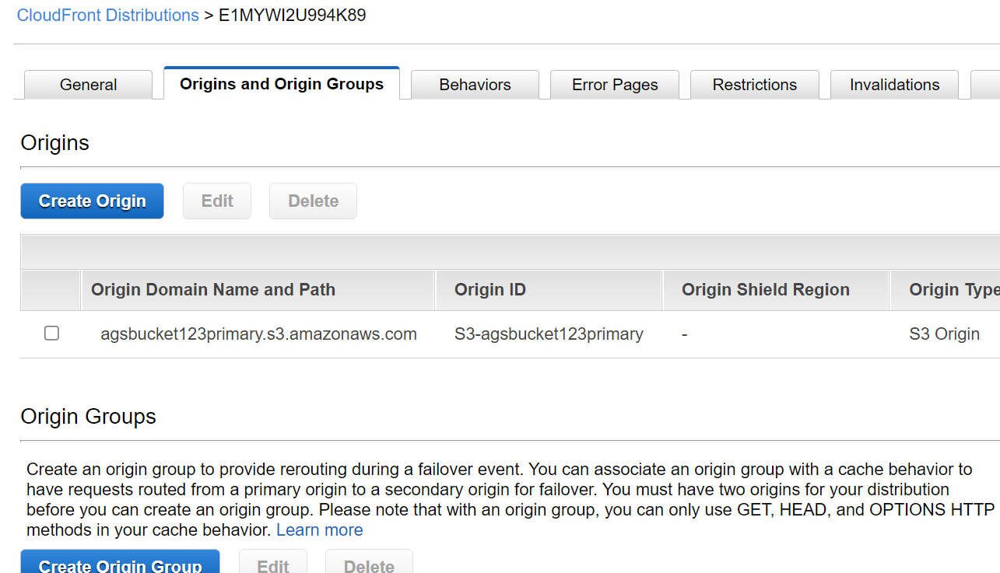 CloudFront Distributions > E1MYWI2U994K89
General
Origins and Origin Groups
Behaviors
Error Pages
Restrictions
Invalidations
Origins
Create Origin
Edit
Delete
Origin Domain Name and Path
Origin ID
Origin Shield Region
Origin Type
agsbucket123primary.s3.amazonaws.com
S3-agsbucket123primary
-
S3 Origin
Origin Groups
Create an origin group to provide rerouting during a failover event. You can associate an origin group with a cache behavior to
have requests routed from a primary origin to a secondary origin for failover. You must have two origins for your distribution
before you can create an origin group. Please note that with an origin group, you can only use GET, HEAD, and OPTIONS HTTP
methods in your cache behavior. Learn more
Create Origin Group
Edit
Delete